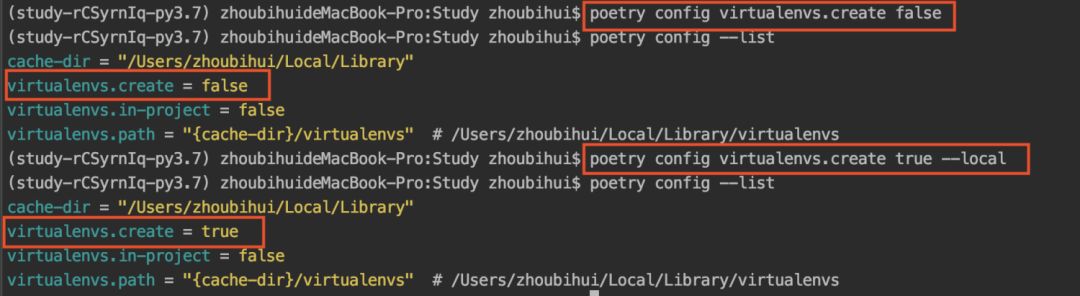 (study-rCSyrnIq-py3.7) zhoubihuideMacBook-Pro:Study zhoubihui$ poetry config virtualenvs.create false
(study-rCSyrnIq-py3.7) zhoubihuideMacBook-Pro:Study zhoubihui$ poetry config --list
cache-dir = "/Users/zhoubihui/Local/Library"
virtualenvs.create = false
virtualenvs.in-project = false
virtualenvs.path = "{cache-dir}/virtualenvs"  # /Users/zhoubihui/Local/Library/virtualenvs
(study-rCSyrnIq-py3.7) zhoubihuideMacBook-Pro:Study zhoubihui$ poetry config virtualenvs.create true --local
(study-rCSyrnIq-py3.7) zhoubihuideMacBook-Pro:Study zhoubihui$ poetry config --list
cache-dir = "/Users/zhoubihui/Local/Library"
virtualenvs.create = true
virtualenvs.in-project = false
virtualenvs.path = "{cache-dir}/virtualenvs"  # /Users/zhoubihui/Local/Library/virtualenvs